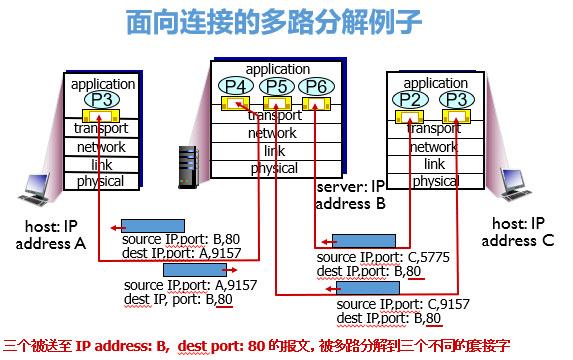 面向连接的多路分解例子
application
P3
transport
network
link
physical
host: IP
address A
application
P4 P5 P6
transport
network
link
physical
server: IP
address B
application
P2 P3
transport
network
link
physical
host: IP
address C
source IP,port: B,80
dest IP,port: A,9157
source IP,port: A,9157
dest IP, port: B,80
source IP,port: C,5775
dest IP,port: B,80
source IP,port: C,9157
dest IP,port: B,80
三个被送至 IP address: B, dest port: 80 的报文，被多路分解到三个不同的套接字